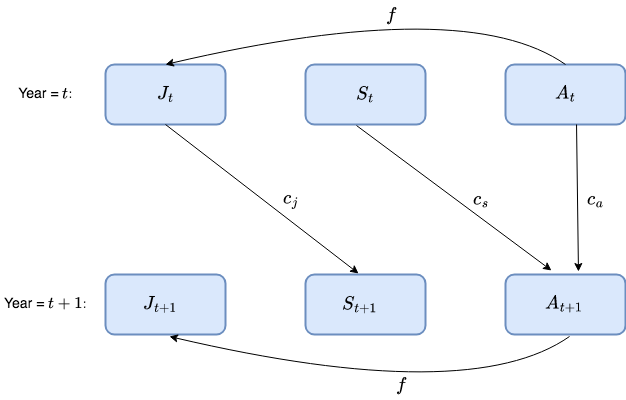 f
Year = t: J_t S_t A_t
c_j c_s c_a
Year = t + 1: J_{t+1} S_{t+1} A_{t+1}
f